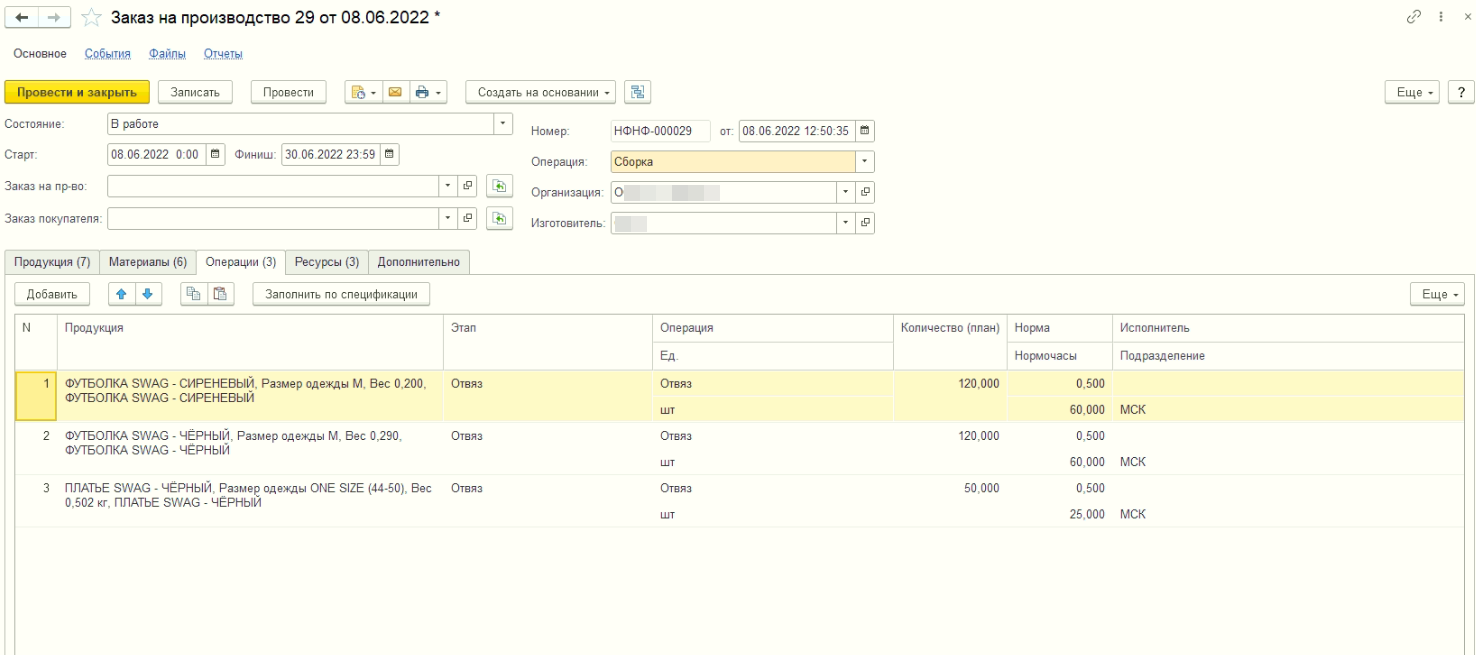 Заказ на производство 29 от 08.06.2022 *
Основное События Файлы Отчеты
Провести и закрыть Записать Провести Создать на основании Еще ?
Состояние: В работе
Номер: НФНФ-000029 от: 08.06.2022 12:50:35
Старт: 08.06.2022 0:00 Финиш: 30.06.2022 23:59
Операция: Сборка
Заказ на пр-во:
Организация: О
Заказ покупателя:
Изготовитель:
Продукция (7) Материалы (6) Операции (3) Ресурсы (3) Дополнительно
Добавить Заполнить по спецификации Еще
N Продукция Этап Операция Количество (план) Норма Исполнитель
Ед. Нормочасы Подразделение
1 ФУТБОЛКА SWAG - СИРЕНЕВЫЙ, Размер одежды M, Вес 0,200, Отвяз Отвяз 120,000 0,500
ФУТБОЛКА SWAG - СИРЕНЕВЫЙ
шт 60,000 МСК
2 ФУТБОЛКА SWAG - ЧЁРНЫЙ, Размер одежды M, Вес 0,290, Отвяз Отвяз 120,000 0,500
ФУТБОЛКА SWAG - ЧЁРНЫЙ
шт 60,000 МСК
3 ПЛАТЬЕ SWAG - ЧЁРНЫЙ, Размер одежды ONE SIZE (44-50), Вес Отвяз Отвяз 50,000 0,500
0,502 кг, ПЛАТЬЕ SWAG - ЧЁРНЫЙ
шт 25,000 МСК